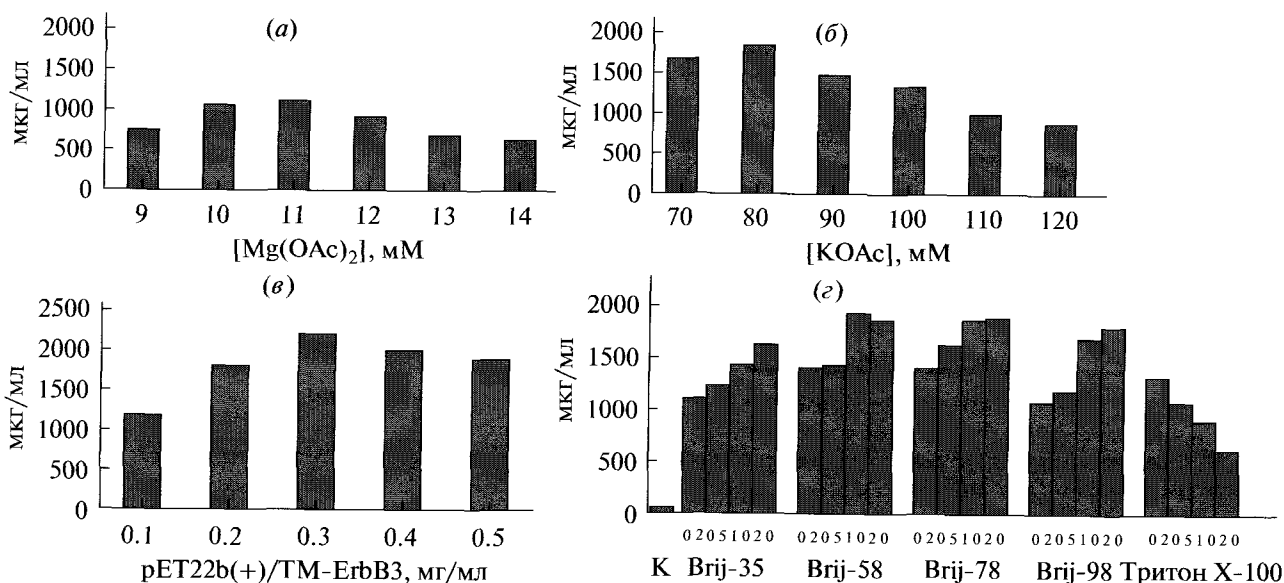 (а)
2000
1500
1000
500
0
мкг/мл
9 10 11 12 13 14
[Mg(OAc)2], мМ
(б)
2000
1500
1000
500
0
мкг/мл
70 80 90 100 110 120
[KOAc], мМ
(в)
2500
2000
1500
1000
500
0
мкг/мл
0.1 0.2 0.3 0.4 0.5
pET22b(+)/TM-ErbB3, мг/мл
(г)
2000
1500
1000
500
0
мкг/мл
0 2 0 5 1 0 2 0 0 2 0 5 1 0 2 0 0 2 0 5 1 0 2 0 0 2 0 5 1 0 2 0 0 2 0 5 1 0 2 0
К Brij-35 Brij-58 Brij-78 Brij-98 Тритон X-100